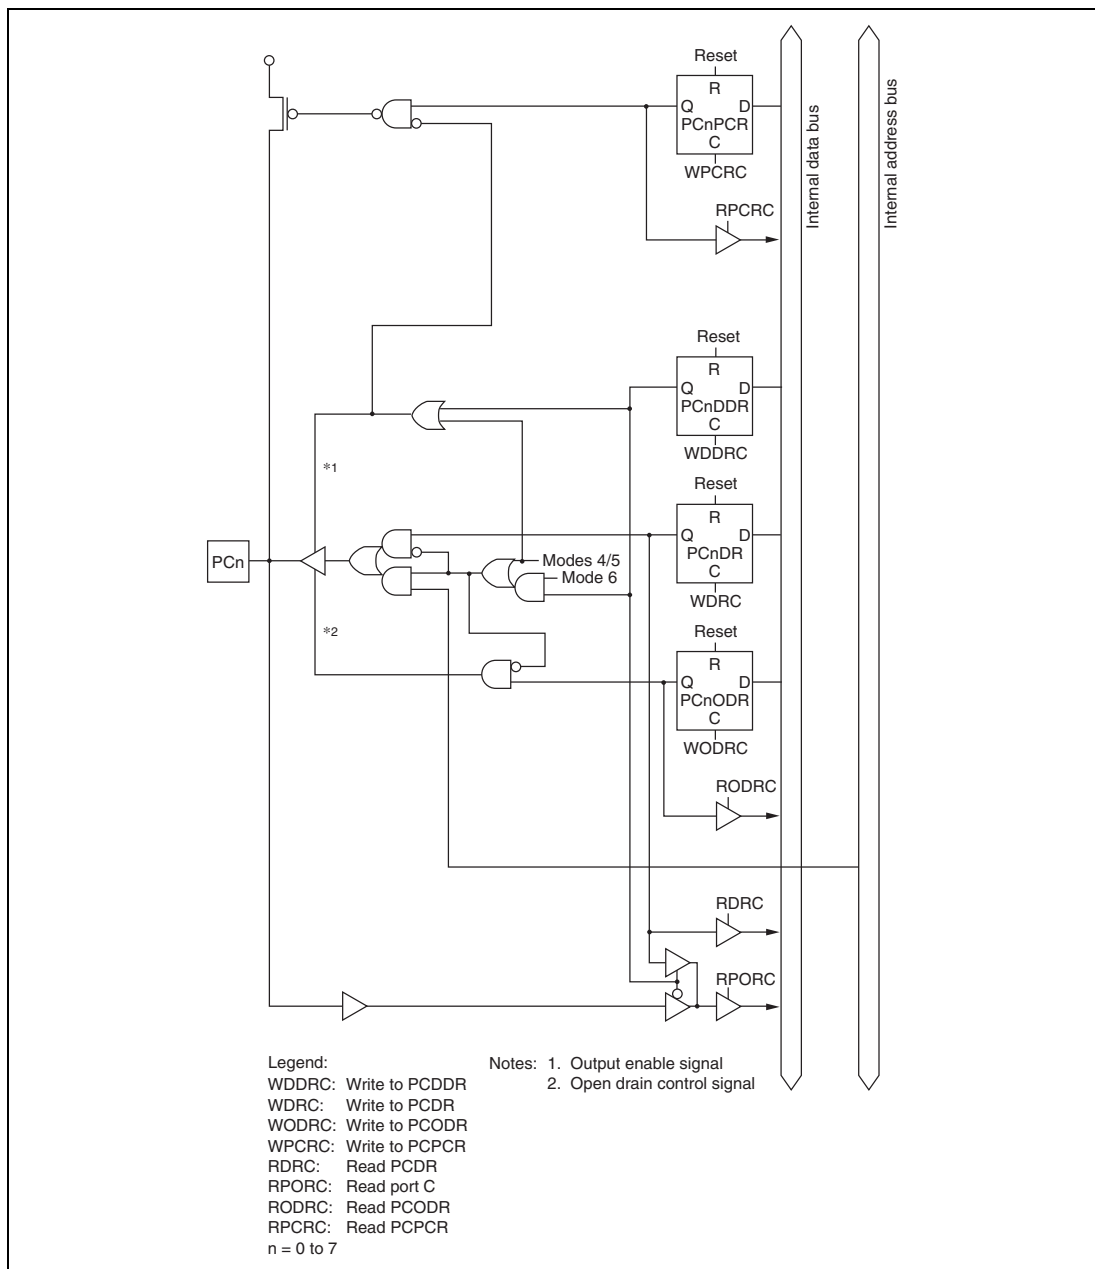 Reset
R
Q D
PCnPCR
C
WPCRC
RPCRC
Internal data bus
Internal address bus
Reset
R
Q D
PCnDDR
C
WDDRC
*1
Reset
R
Q D
PCnDR
C
WDRC
PCn
Modes 4/5
Mode 6
*2
Reset
R
Q D
PCnODR
C
WODRC
RODRC
RDRC
RPORC
Legend:
WDDRC: Write to PCDDR
WDRC: Write to PCDR
WODRC: Write to PCODR
WPCRC: Write to PCPCR
RDRC: Read PCDR
RPORC: Read port C
RODRC: Read PCODR
RPCRC: Read PCPCR
n = 0 to 7
Notes: 1. Output enable signal
2. Open drain control signal